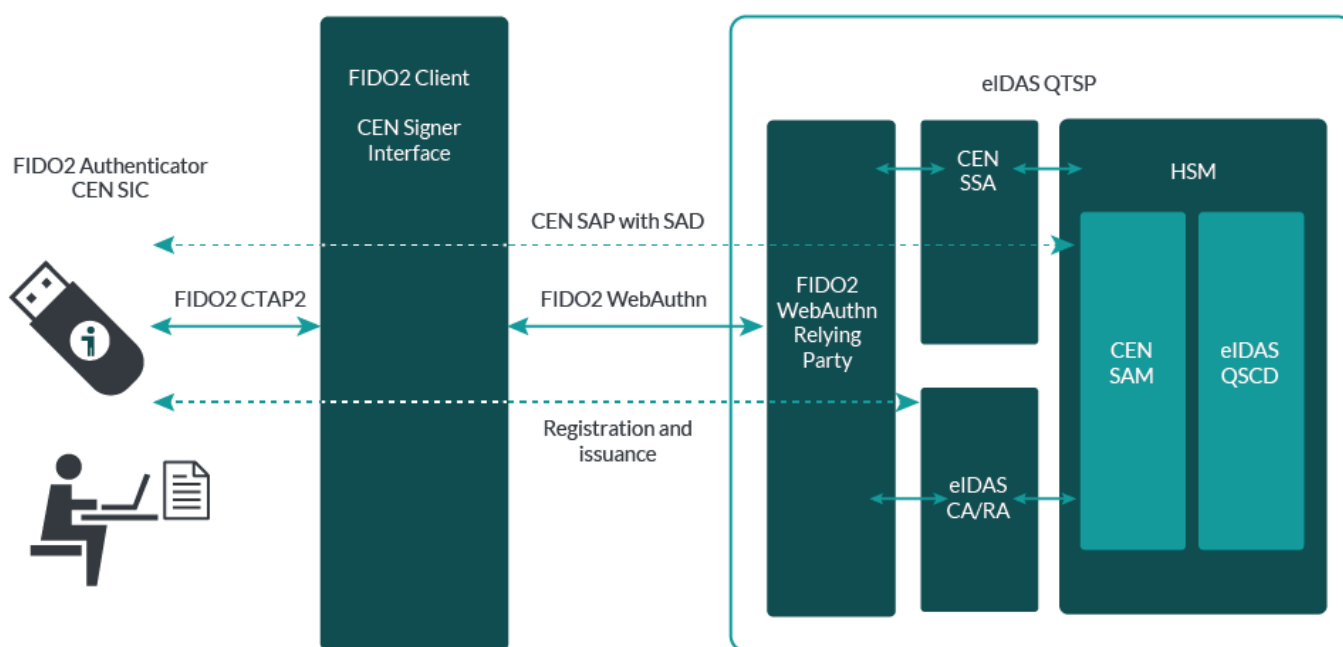 FIDO2 Authenticator
CEN SIC
FIDO2 CTAP2
FIDO2 Client
CEN Signer
Interface
CEN SAP with SAD
FIDO2 WebAuthn
Registration and
issuance
eIDAS QTSP
FIDO2
WebAuthn
Relying
Party
CEN
SSA
eIDAS
CA/RA
HSM
CEN
SAM
eIDAS
QSCD